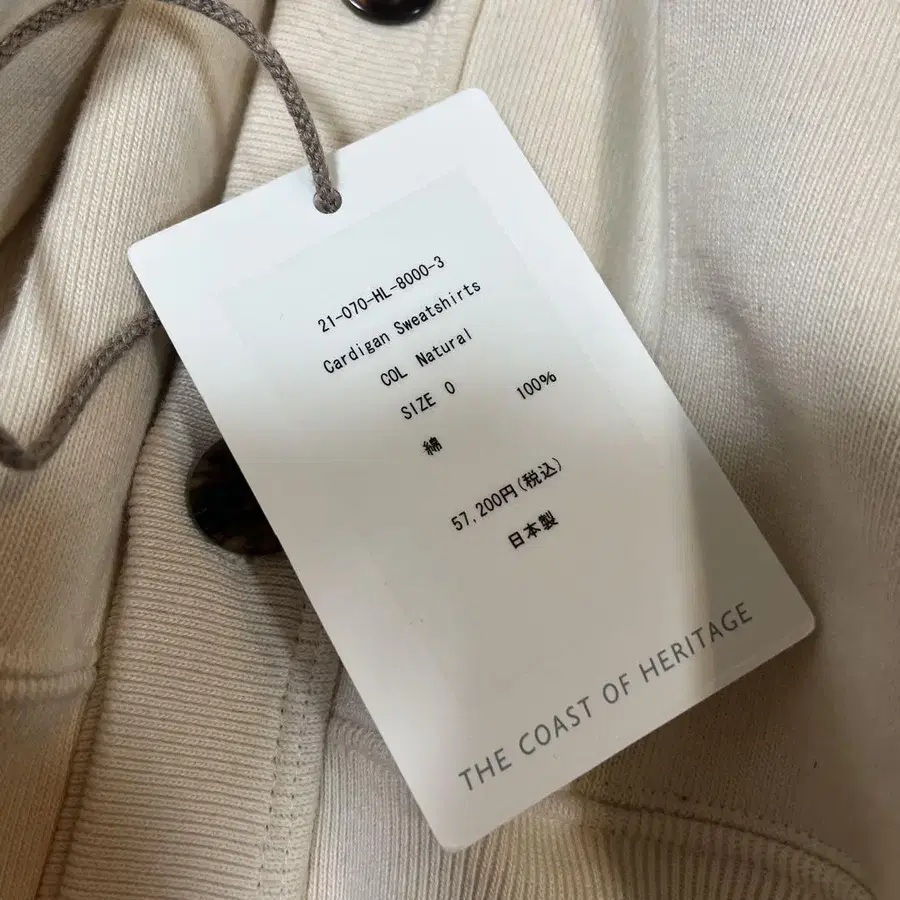 21-070-HL-8000-3
Cardigan Sweatshirts
COL Natural
SIZE 0
綿 100%
57,200円(税込)
日本製
THE COAST OF HERITAGE